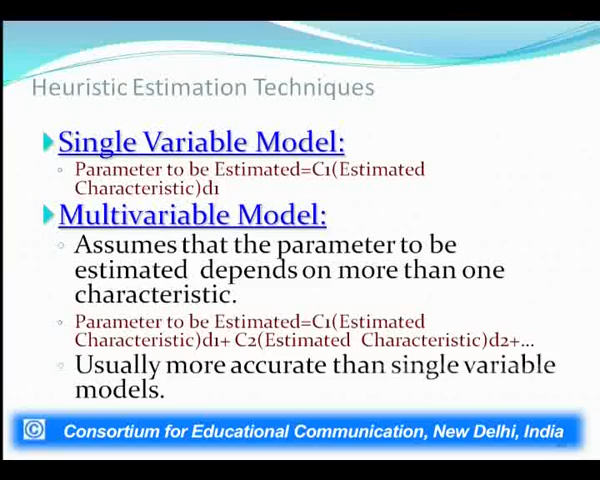 Heuristic Estimation Techniques
Single Variable Model:
Parameter to be Estimated=C1(Estimated
Characteristic)d1
Multivariable Model:
Assumes that the parameter to be
estimated depends on more than one
characteristic.
Parameter to be Estimated=C1(Estimated
Characteristic)d1+ C2(Estimated Characteristic)d2+...
Usually more accurate than single variable
models.
© Consortium for Educational Communication, New Delhi, India